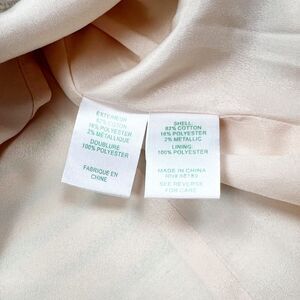 EXTERIEUR
82% COTTON
16% POLYESTER
2% METALLIQUE
DOUBLURE
100% POLYESTER
FABRIQUE EN
CHINE
SHELL:
82% COTTON
16% POLYESTER
2% METALLIC
LINING:
100% POLYESTER
MADE IN CHINA
SEE REVERSE
FOR CARE